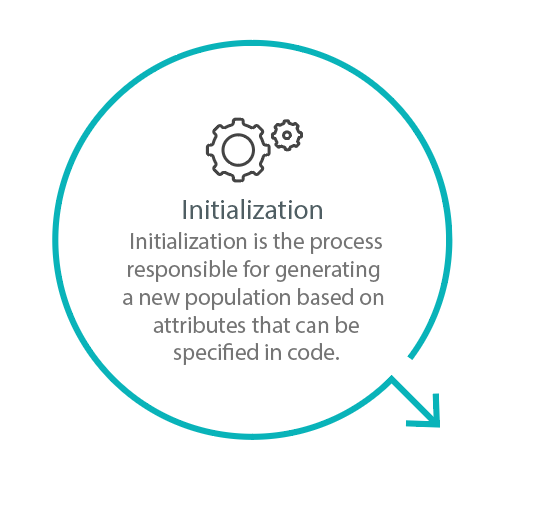 Initialization
Initialization is the process
responsible for generating
a new population based on
attributes that can be
specified in code.